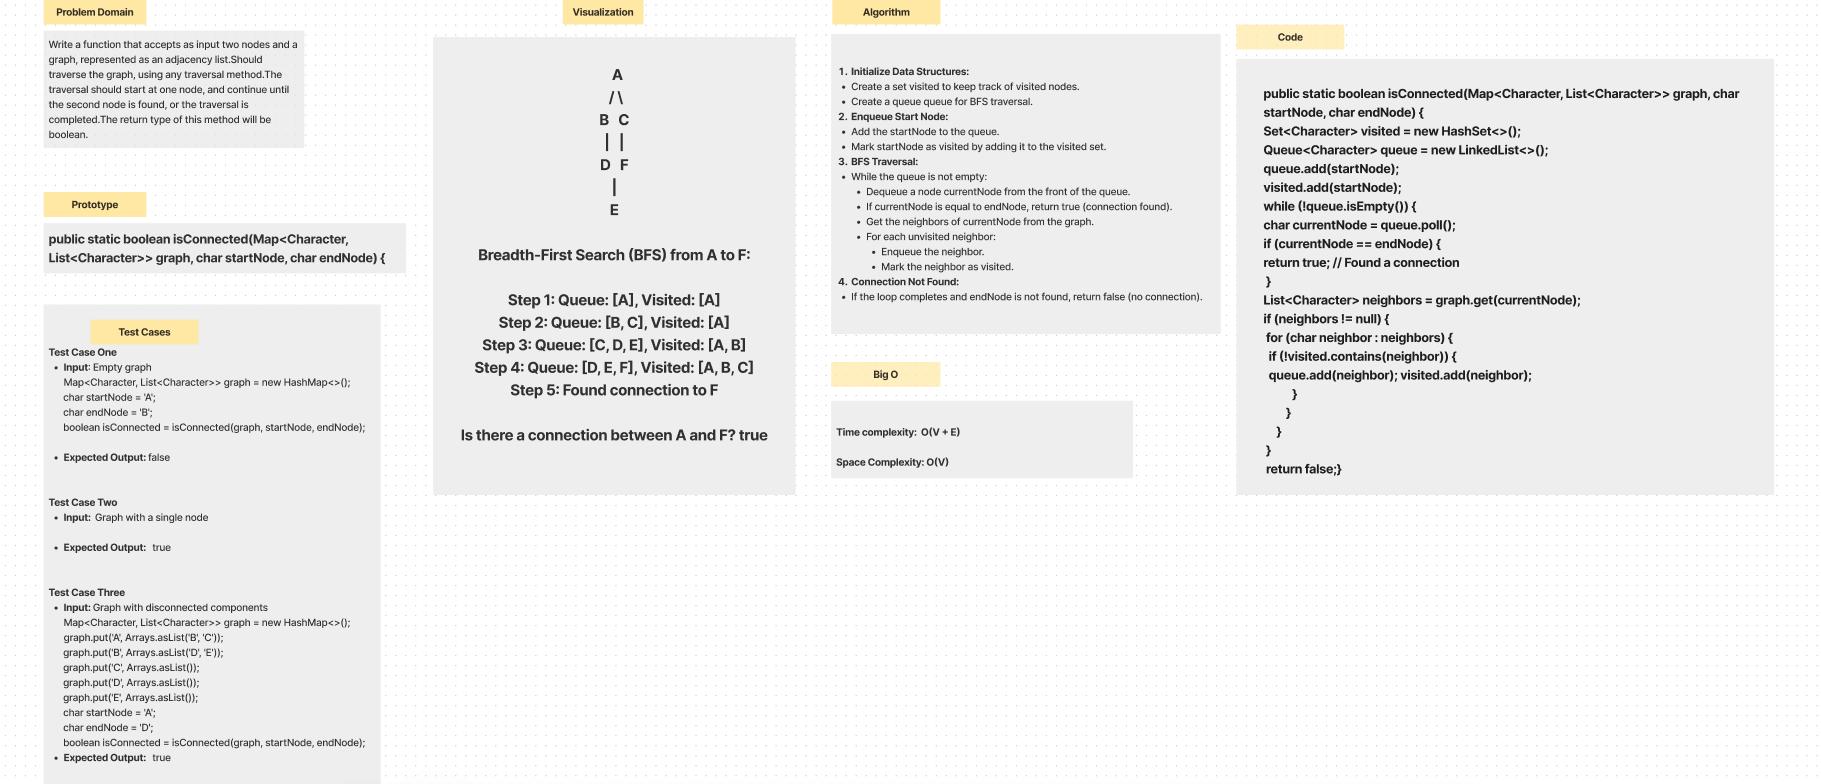 Problem Domain
Write a function that accepts as input two nodes and a
graph, represented as an adjacency list.Should
traverse the graph, using any traversal method.The
traversal should start at one node, and continue until
the second node is found, or the traversal is
completed.The return type of this method will be
boolean.
Prototype
public static boolean isConnected(Map<Character,
List<Character>> graph, char startNode, char endNode) {
Test Cases
Test Case One
• Input: Empty graph
Map<Character, List<Character>> graph = new HashMap<>();
char startNode = 'A';
char endNode = 'B';
boolean isConnected = isConnected(graph, startNode, endNode);
• Expected Output: false
Test Case Two
• Input: Graph with a single node
• Expected Output: true
Test Case Three
• Input: Graph with disconnected components
Map<Character, List<Character>> graph = new HashMap<>();
graph.put('A', Arrays.asList('B', 'C'));
graph.put('B', Arrays.asList('D', 'E'));
graph.put('C', Arrays.asList());
graph.put('D', Arrays.asList());
graph.put('E', Arrays.asList());
char startNode = 'A';
char endNode = 'D';
boolean isConnected = isConnected(graph, startNode, endNode);
• Expected Output: true
Visualization
A
/ \
B C
| |
D F
|
E
Breadth-First Search (BFS) from A to F:
Step 1: Queue: [A], Visited: [A]
Step 2: Queue: [B, C], Visited: [A]
Step 3: Queue: [C, D, E], Visited: [A, B]
Step 4: Queue: [D, E, F], Visited: [A, B, C]
Step 5: Found connection to F
Is there a connection between A and F? true
Algorithm
1. Initialize Data Structures:
• Create a set visited to keep track of visited nodes.
• Create a queue queue for BFS traversal.
2. Enqueue Start Node:
• Add the startNode to the queue.
• Mark startNode as visited by adding it to the visited set.
3. BFS Traversal:
• While the queue is not empty:
• Dequeue a node currentNode from the front of the queue.
• If currentNode is equal to endNode, return true (connection found).
• Get the neighbors of currentNode from the graph.
• For each unvisited neighbor:
• Enqueue the neighbor.
• Mark the neighbor as visited.
4. Connection Not Found:
• If the loop completes and endNode is not found, return false (no connection).
Big O
Time complexity: O(V + E)
Space Complexity: O(V)
Code
public static boolean isConnected(Map<Character, List<Character>> graph, char
startNode, char endNode) {
Set<Character> visited = new HashSet<>();
Queue<Character> queue = new LinkedList<>();
queue.add(startNode);
visited.add(startNode);
while (!queue.isEmpty()) {
char currentNode = queue.poll();
if (currentNode == endNode) {
return true; // Found a connection
}
List<Character> neighbors = graph.get(currentNode);
if (neighbors != null) {
for (char neighbor : neighbors) {
if (!visited.contains(neighbor)) {
queue.add(neighbor); visited.add(neighbor);
}
}
}
}
return false;}